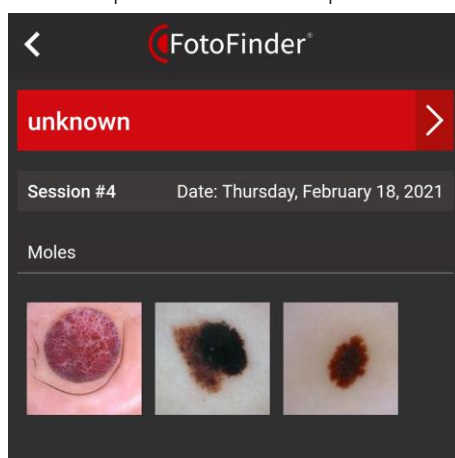 FotoFinder®
unknown
Session #4 Date: Thursday, February 18, 2021
Moles